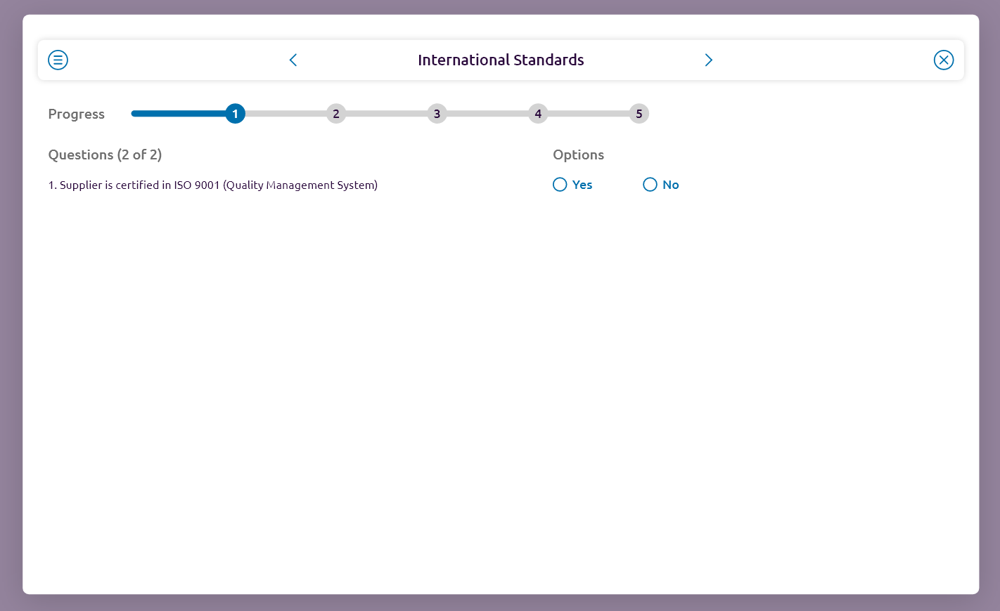 International Standards
Progress 1 2 3 4 5
Questions (2 of 2) Options
1. Supplier is certified in ISO 9001 (Quality Management System) Yes No